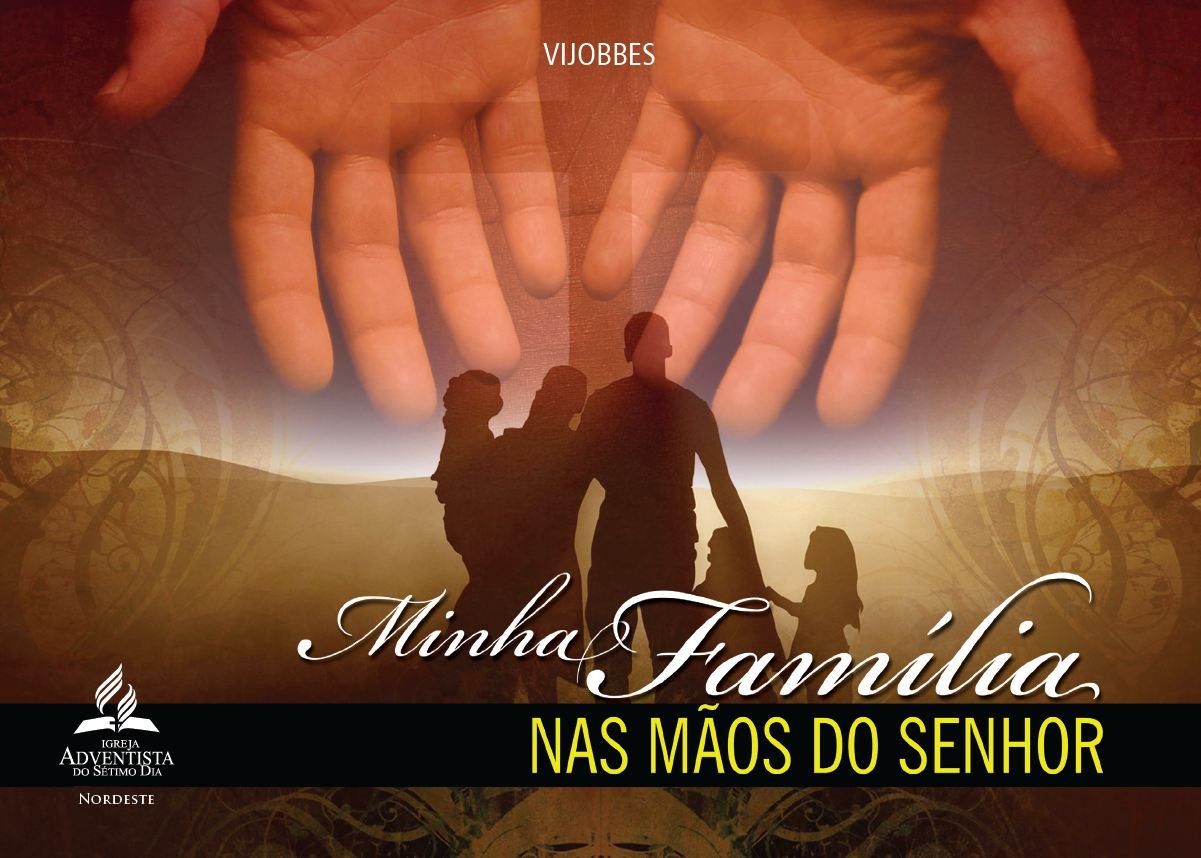 VIJOBBES
Minha Família
NAS MÃOS DO SENHOR
IGREJA
ADVENTISTA
DO SÉTIMO DIA
NORDESTE